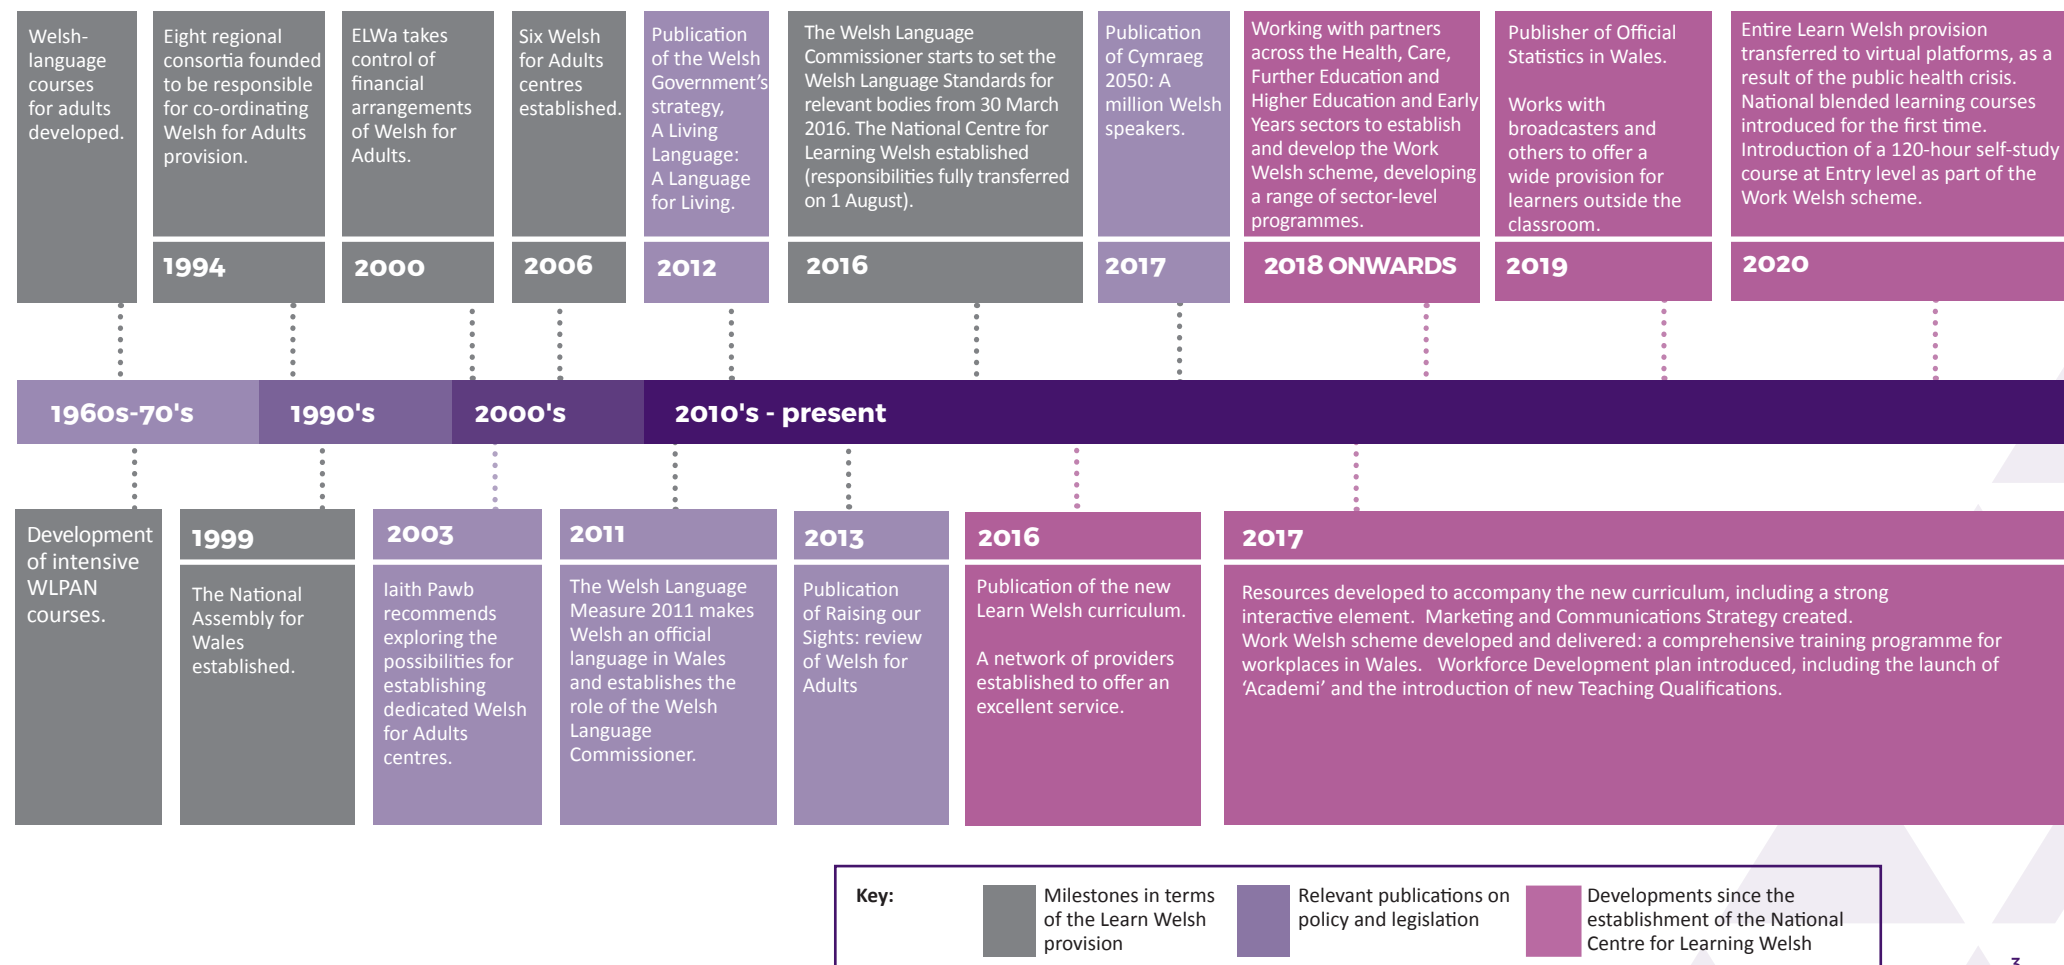 Welsh-
language
courses
for adults
developed.
Eight regional
consortia founded
to be responsible
for co-ordinating
Welsh for Adults
provision.
1994
ELWa takes
control of
financial
arrangements
of Welsh for
Adults.
2000
Six Welsh
for Adults
centres
established.
2006
Publication
of the Welsh
Government's
strategy,
A Living
Language:
A Language
for Living.
2012
The Welsh Language
Commissioner starts to set the
Welsh Language Standards for
relevant bodies from 30 March
2016. The National Centre for
Learning Welsh established
(responsibilities fully transferred
on 1 August).
2016
Publication
of Cymraeg
2050: A
million Welsh
speakers.
2017
Working with partners
across the Health, Care,
Further Education and
Higher Education and Early
Years sectors to establish
and develop the Work
Welsh scheme, developing
a range of sector-level
programmes.
2018 ONWARDS
Publisher of Official
Statistics in Wales.
Works with
broadcasters and
others to offer a
wide provision for
learners outside the
classroom.
2019
Entire Learn Welsh provision
transferred to virtual platforms, as a
result of the public health crisis.
National blended learning courses
introduced for the first time.
Introduction of a 120-hour self-study
course at Entry level as part of the
Work Welsh scheme.
2020
1960s-70's
1990's
2000's
2010's - present
Development
of intensive
WLPAN
courses.
1999
The National
Assembly for
Wales
established.
2003
Iaith Pawb
recommends
exploring the
possibilities for
establishing
dedicated Welsh
for Adults
centres.
2011
The Welsh Language
Measure 2011 makes
Welsh an official
language in Wales
and establishes the
role of the Welsh
Language
Commissioner.
2013
Publication
of Raising our
Sights: review
of Welsh for
Adults
2016
Publication of the new
Learn Welsh curriculum.
A network of providers
established to offer an
excellent service.
2017
Resources developed to accompany the new curriculum, including a strong
interactive element. Marketing and Communications Strategy created.
Work Welsh scheme developed and delivered: a comprehensive training programme for
workplaces in Wales. Workforce Development plan introduced, including the launch of
‘Academi’ and the introduction of new Teaching Qualifications.
Key:
Milestones in terms
of the Learn Welsh
provision
Relevant publications on
policy and legislation
Developments since the
establishment of the National
Centre for Learning Welsh
3